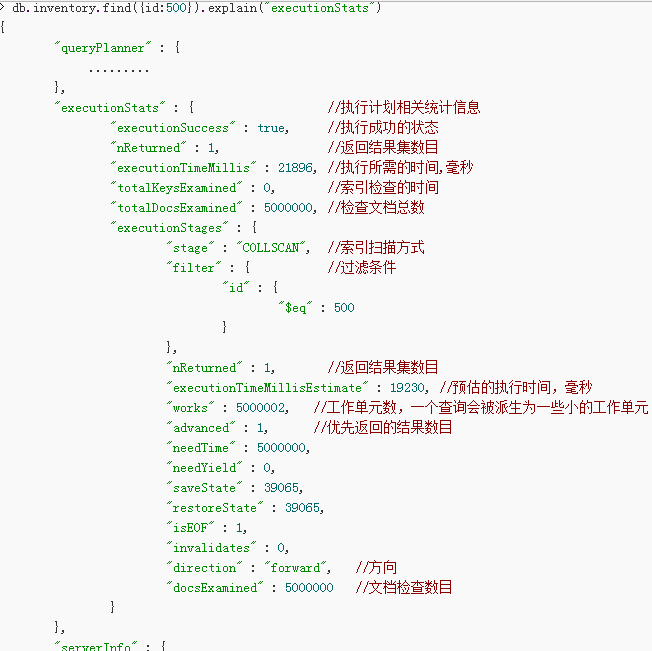 > db.inventory.find({id:500}).explain("executionStats")
{
"queryPlanner" : {
.........
},
"executionStats" : { //执行计划相关统计信息
"executionSuccess" : true, //执行成功的状态
"nReturned" : 1, //返回结果集数目
"executionTimeMillis" : 21896, //执行所需的时间,毫秒
"totalKeysExamined" : 0, //索引检查的时间
"totalDocsExamined" : 5000000, //检查文档总数
"executionStages" : {
"stage" : "COLLSCAN", //索引扫描方式
"filter" : { //过滤条件
"id" : {
"$eq" : 500
}
},
"nReturned" : 1, //返回结果集数目
"executionTimeMillisEstimate" : 19230, //预估的执行时间，毫秒
"works" : 5000002, //工作单元数，一个查询会被派生为一些小的工作单元
"advanced" : 1, //优先返回的结果数目
"needTime" : 5000000,
"needYield" : 0,
"saveState" : 39065,
"restoreState" : 39065,
"isEOF" : 1,
"invalidates" : 0,
"direction" : "forward", //方向
"docsExamined" : 5000000 //文档检查数目
}
},
"serverInfo" : {